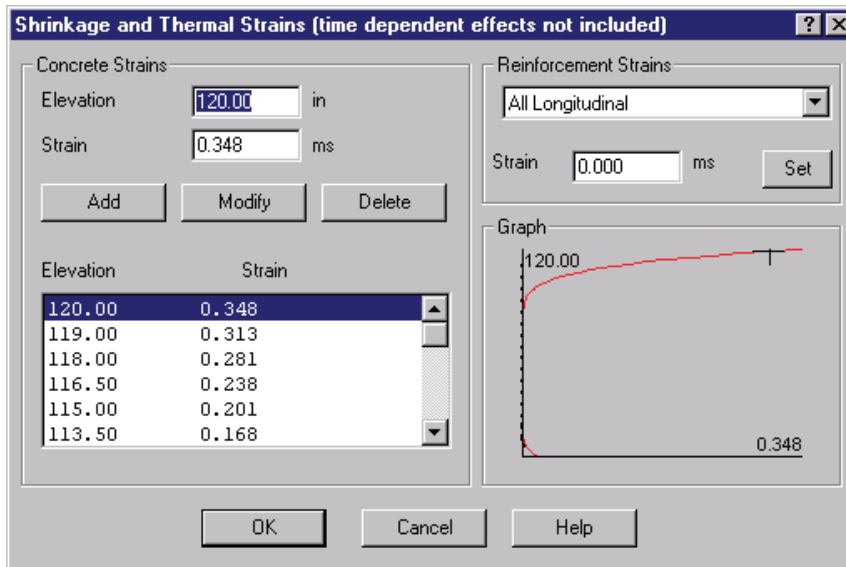 Shrinkage and Thermal Strains (time dependent effects not included)
Concrete Strains
Elevation 120.00 in
Strain 0.348 ms
Add Modify Delete
Elevation Strain
120.00 0.348
119.00 0.313
118.00 0.281
116.50 0.238
115.00 0.201
113.50 0.168
Reinforcement Strains
All Longitudinal
Strain 0.000 ms Set
Graph
120.00
0.348
OK Cancel Help